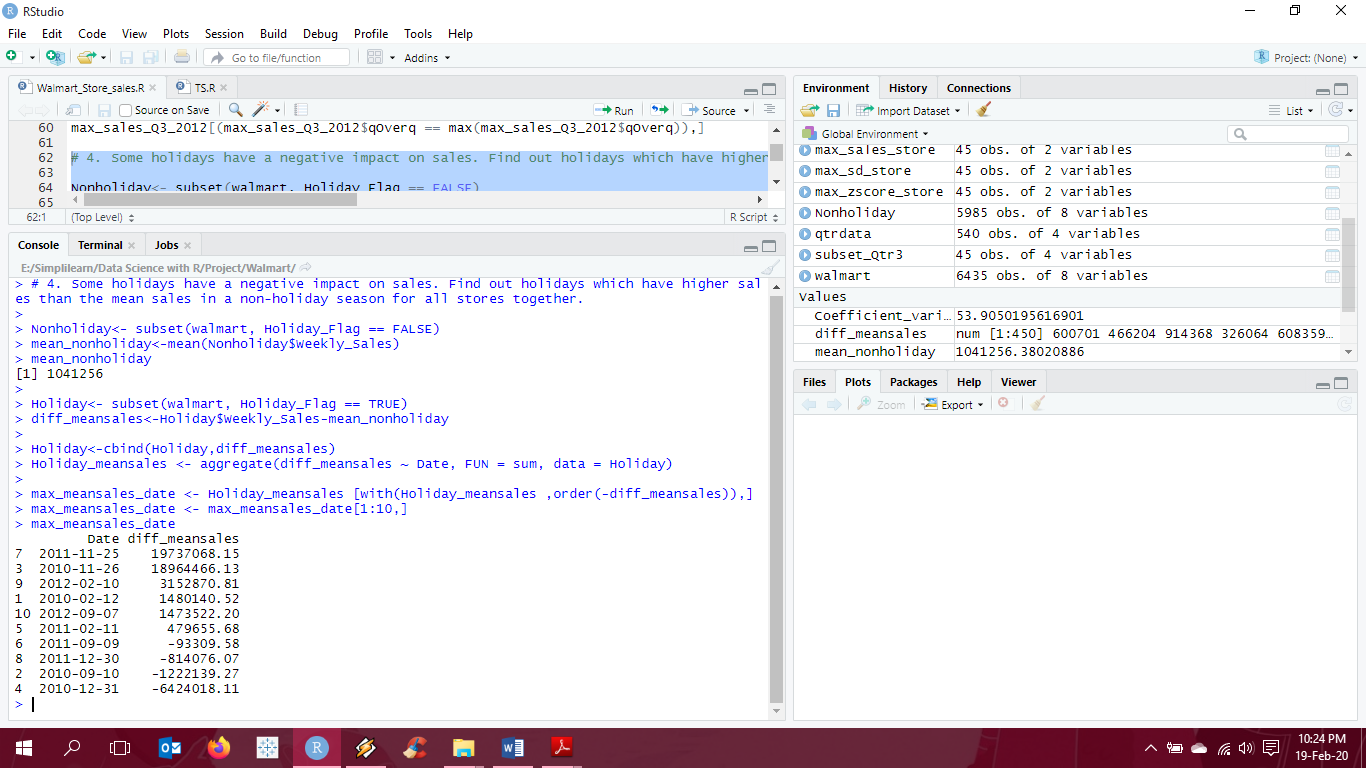 RStudio
File Edit Code View Plots Session Build Debug Profile Tools Help
Go to file/function Addins Project: (None)
Walmart_Store_sales.R TS.R
Source on Save Run Source
60 max_sales_Q3_2012[(max_sales_Q3_2012$qOverq == max(max_sales_Q3_2012$qOverq)),]
61
62 # 4. Some holidays have a negative impact on sales. Find out holidays which have higher
63
64 Nonholiday<- subset(walmart, Holiday_Flag == FALSE)
65
62:1 (Top Level) R Script
Console Terminal Jobs
E:/Simplilearn/Data Science with R/Project/Walmart/
> # 4. Some holidays have a negative impact on sales. Find out holidays which have higher sal
es than the mean sales in a non-holiday season for all stores together.
>
> Nonholiday<- subset(walmart, Holiday_Flag == FALSE)
> mean_nonholiday<-mean(Nonholiday$Weekly_Sales)
> mean_nonholiday
[1] 1041256
>
> Holiday<- subset(walmart, Holiday_Flag == TRUE)
> diff_meansales<-Holiday$Weekly_Sales-mean_nonholiday
>
> Holiday<-cbind(Holiday,diff_meansales)
> Holiday_meansales <- aggregate(diff_meansales ~ Date, FUN = sum, data = Holiday)
>
> max_meansales_date <- Holiday_meansales [with(Holiday_meansales ,order(-diff_meansales)),]
> max_meansales_date <- max_meansales_date[1:10,]
> max_meansales_date
Date diff_meansales
7 2011-11-25 19737068.15
3 2010-11-26 18964466.13
9 2012-02-10 3152870.81
1 2010-02-12 1480140.52
10 2012-09-07 1473522.20
5 2011-02-11 479655.68
6 2011-09-09 -93309.58
8 2011-12-30 -814076.07
2 2010-09-10 -1222139.27
4 2010-12-31 -6424018.11
>
Environment History Connections
Import Dataset List
Global Environment
max_sales_store 45 obs. of 2 variables
max_sd_store 45 obs. of 2 variables
max_zscore_store 45 obs. of 2 variables
Nonholiday 5985 obs. of 8 variables
qtrdata 540 obs. of 4 variables
subset_Qtr3 45 obs. of 4 variables
walmart 6435 obs. of 8 variables
Values
Coefficient_vari… 53.9050195616901
diff_meansales num [1:450] 600701 466204 914368 326064 608359…
mean_nonholiday 1041256.38020886
Files Plots Packages Help Viewer
Zoom Export
10:24 PM
19-Feb-20